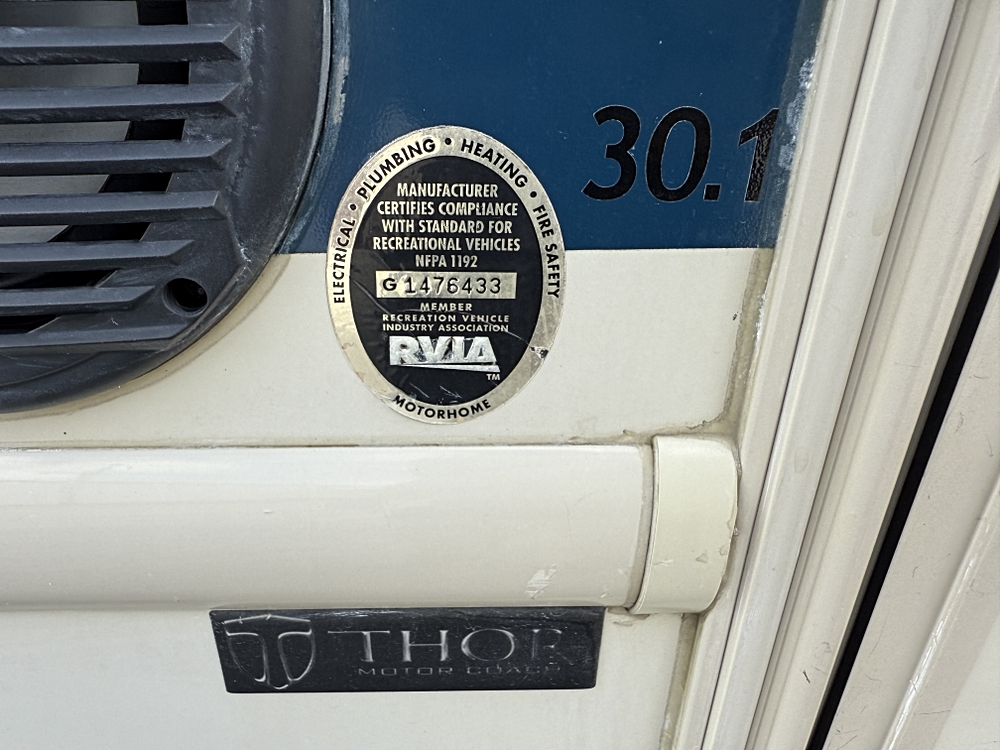 30.1
ELECTRICAL • PLUMBING • HEATING • FIRE SAFETY
MANUFACTURER
CERTIFIES COMPLIANCE
WITH STANDARD FOR
RECREATIONAL VEHICLES
NFPA 1192
G 1476433
MEMBER
RECREATION VEHICLE
INDUSTRY ASSOCIATION
RVIA
TM
MOTORHOME
THOR
MOTOR COACH